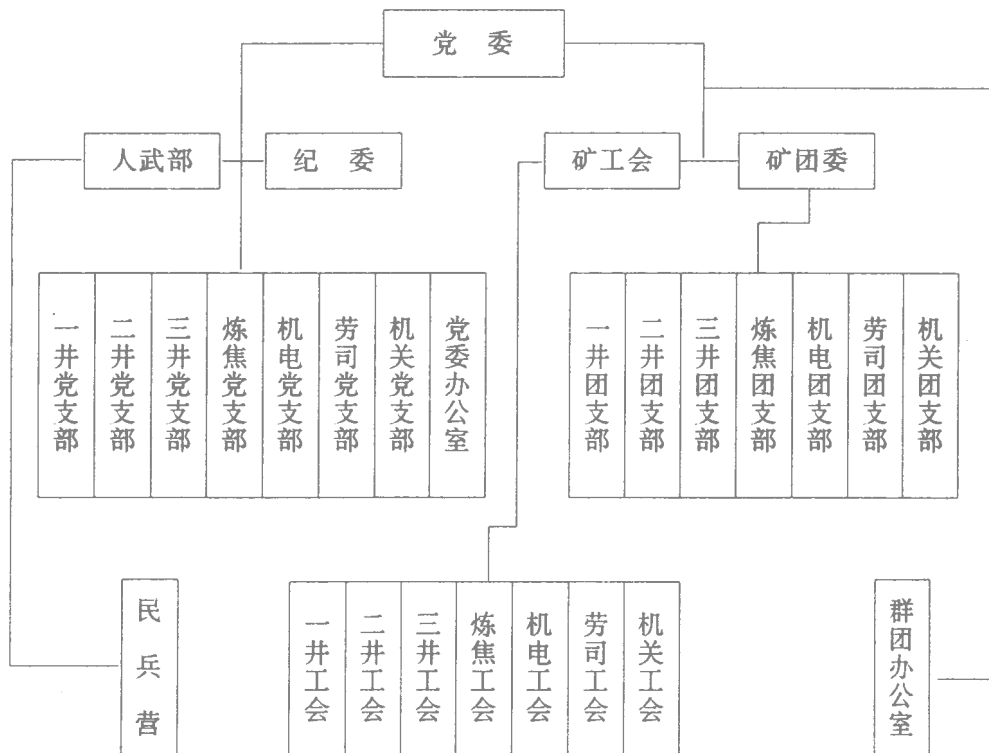 党 委
人武部
纪 委
矿工会
矿团委
一井党支部
二井党支部
三井党支部
炼焦党支部
机电党支部
劳司党支部
机关党支部
党委办公室
一井团支部
二井团支部
三井团支部
炼焦团支部
机电团支部
劳司团支部
机关团支部
民兵营
一井工会
二井工会
三井工会
炼焦工会
机电工会
劳司工会
机关工会
群团办公室